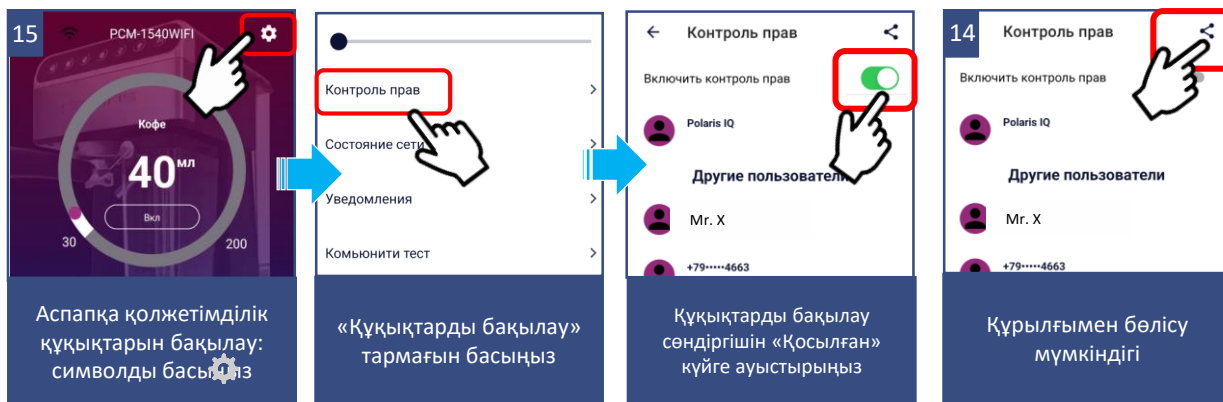 15
PCM-1540WIFI
Кофе
40 мл
Вкл
30
200
Аспапқа қолжетімділік
құқықтарын бақылау:
символды басыңыз
Контроль прав
Состояние сети
Уведомления
Комьюнити тест
«Құқықтарды бақылау»
тармағын басыңыз
Контроль прав
Включить контроль прав
Polaris IQ
Другие пользователи
Mr. X
+79•••••4663
Құқықтарды бақылау
сөндіргішін «Қосылған»
күйге ауыстырыңыз
14
Контроль прав
Включить контроль прав
Polaris IQ
Другие пользователи
Mr. X
+79•••••4663
Құрылғымен бөлісу
мүмкіндігі